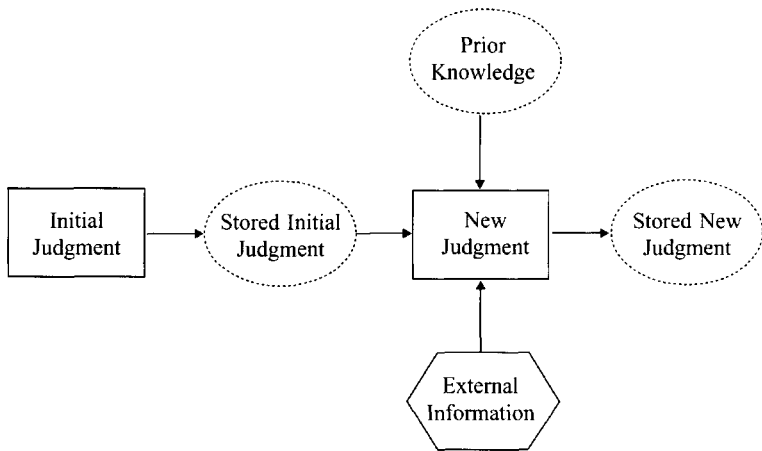 Prior
Knowledge
Initial
Judgment
Stored Initial
Judgment
New
Judgment
Stored New
Judgment
External
Information